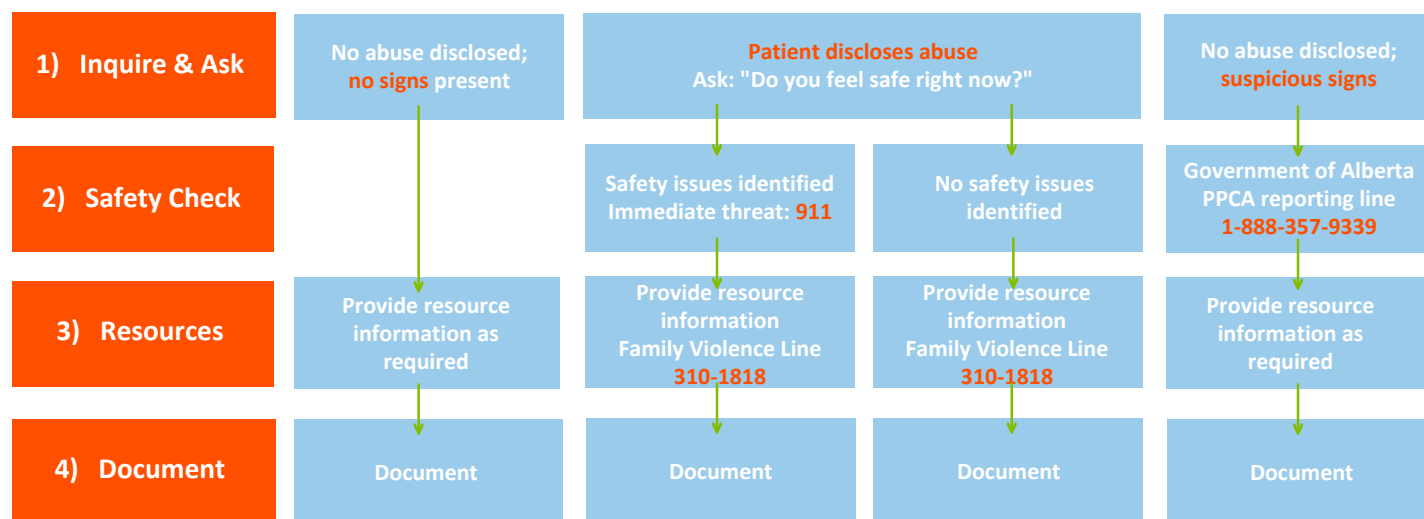 1) Inquire & Ask
No abuse disclosed;
no signs present
Patient discloses abuse
Ask: "Do you feel safe right now?"
No abuse disclosed;
suspicious signs
2) Safety Check
Safety issues identified
Immediate threat: 911
No safety issues
identified
Government of Alberta
PPCA reporting line
1-888-357-9339
3) Resources
Provide resource
information as
required
Provide resource
information
Family Violence Line
310-1818
Provide resource
information
Family Violence Line
310-1818
Provide resource
information as
required
4) Document
Document
Document
Document
Document